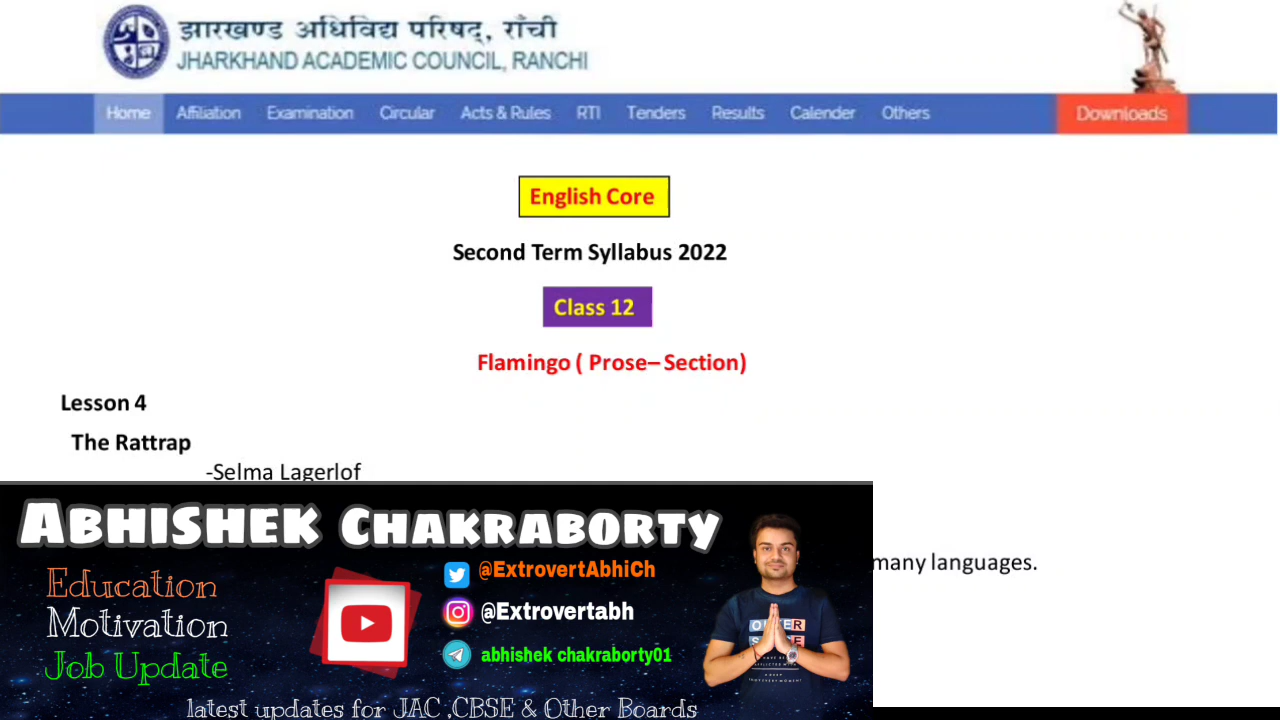 झारखण्ड अधिविद्य परिषद्, राँची
JHARKHAND ACADEMIC COUNCIL, RANCHI
Home Affiliation Examination Circular Acts & Rules RTI Tenders Results Calender Others Downloads
English Core
Second Term Syllabus 2022
Class 12
Flamingo ( Prose– Section)
Lesson 4
The Rattrap
-Selma Lagerlof
many languages.
ABHISHEK CHAKRABORTY
Education
Motivation
Job Update
@ExtrovertAbhiCh
@Extrovertabh
abhishek chakraborty01
latest updates for JAC ,CBSE & Other Boards